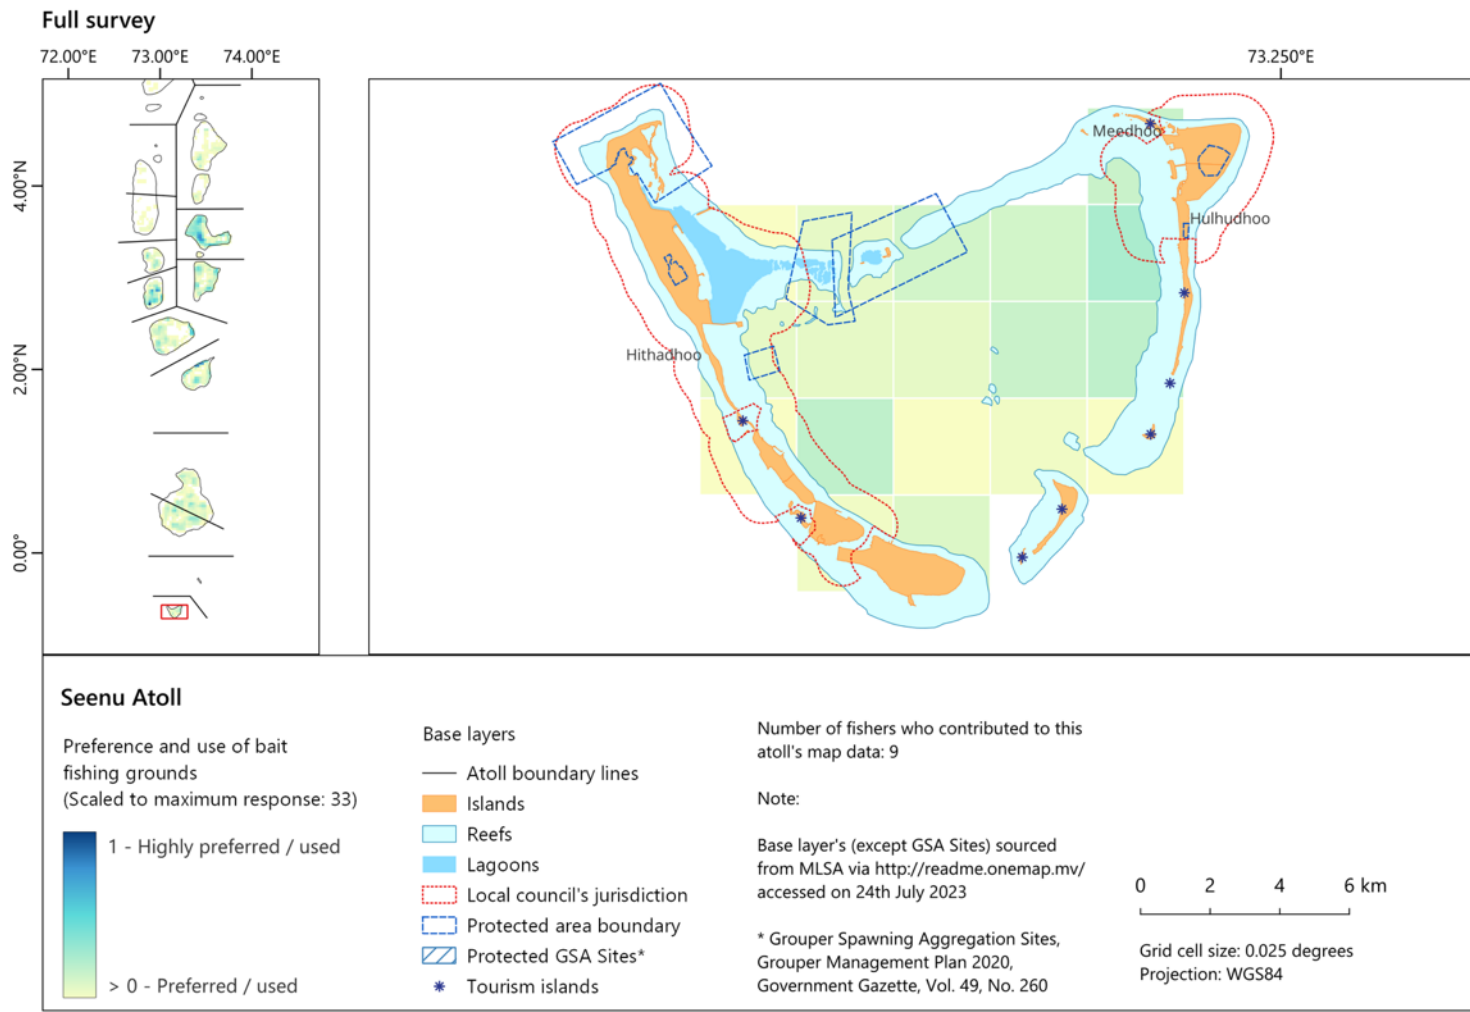 Full survey
72.00°E 73.00°E 74.00°E
73.250°E
4.00°N
2.00°N
0.00°
Meedhoo
Hulhudhoo
Hithadhoo
Seenu Atoll
Preference and use of bait
fishing grounds
(Scaled to maximum response: 33)
1 - Highly preferred / used
> 0 - Preferred / used
Base layers
Atoll boundary lines
Islands
Reefs
Lagoons
Local council's jurisdiction
Protected area boundary
Protected GSA Sites*
Tourism islands
Number of fishers who contributed to this
atoll's map data: 9
Note:
Base layer's (except GSA Sites) sourced
from MLSA via http://readme.onemap.mv/
accessed on 24th July 2023
* Grouper Spawning Aggregation Sites,
Grouper Management Plan 2020,
Government Gazette, Vol. 49, No. 260
0 2 4 6 km
Grid cell size: 0.025 degrees
Projection: WGS84